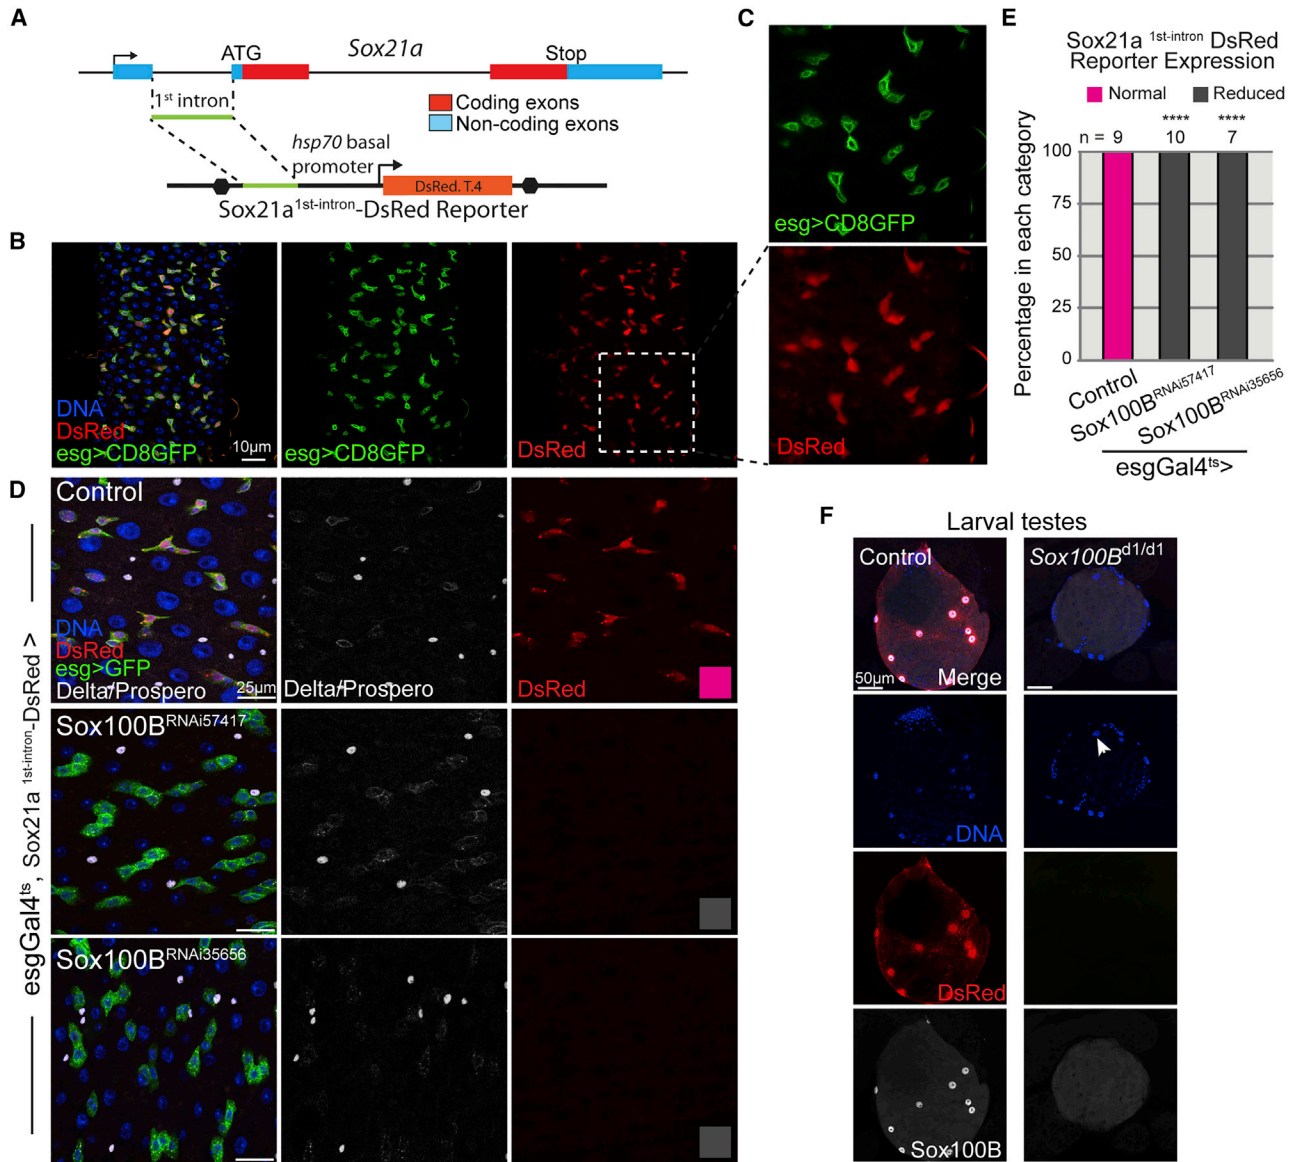 A
ATG
Sox21a
Stop
1st intron
Coding exons
Non-coding exons
hsp70 basal
promoter
DsRed. T.4
Sox21a1st-intron-DsRed Reporter
B
DNA
DsRed
esg>CD8GFP
10µm
esg>CD8GFP
DsRed
C
esg>CD8GFP
DsRed
D
esgGal4ts, Sox21a 1st-intron-DsRed >
Control
DNA
DsRed
esg>GFP
Delta/Prospero
25µm
Delta/Prospero
DsRed
Sox100BRNAi57417
Sox100BRNAi35656
E
Sox21a 1st-intron DsRed
Reporter Expression
Normal
Reduced
**** ****
n = 9 10 7
Percentage in each category
100
75
50
25
0
Control
Sox100BRNAi57417
Sox100BRNAi35656
esgGal4ts>
F
Larval testes
Control
Sox100Bd1/d1
50µm
Merge
DNA
DsRed
Sox100B